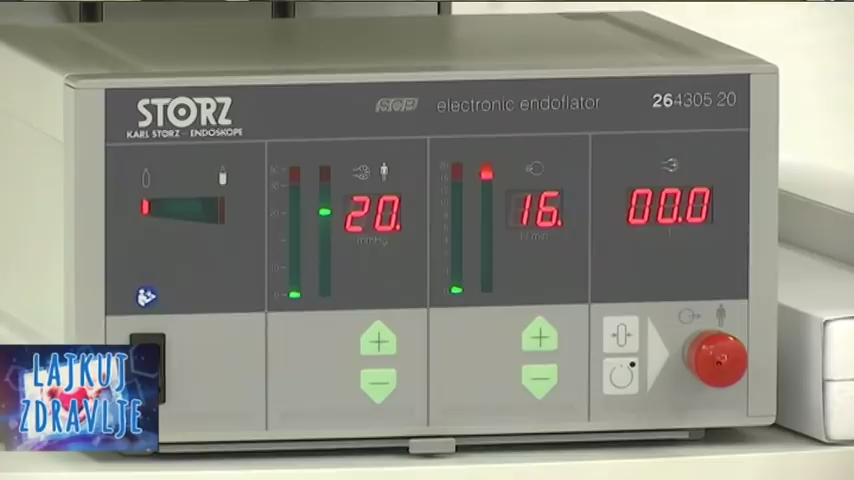 STORZ
KARL STORZ – ENDOSKOPE
SCB
electronic endoflator
264305 20
20.
mmHg
16.
l/min
00.0
l
LAJKUJ
ZDRAVLJE